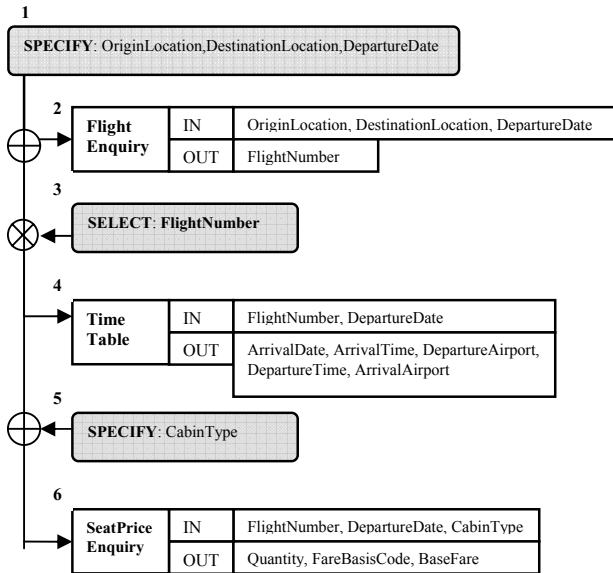 1
SPECIFY: OriginLocation,DestinationLocation,DepartureDate
2
Flight
Enquiry
IN
OriginLocation, DestinationLocation, DepartureDate
OUT
FlightNumber
3
SELECT: FlightNumber
4
Time
Table
IN
FlightNumber, DepartureDate
OUT
ArrivalDate, ArrivalTime, DepartureAirport,
DepartureTime, ArrivalAirport
5
SPECIFY: CabinType
6
SeatPrice
Enquiry
IN
FlightNumber, DepartureDate, CabinType
OUT
Quantity, FareBasisCode, BaseFare